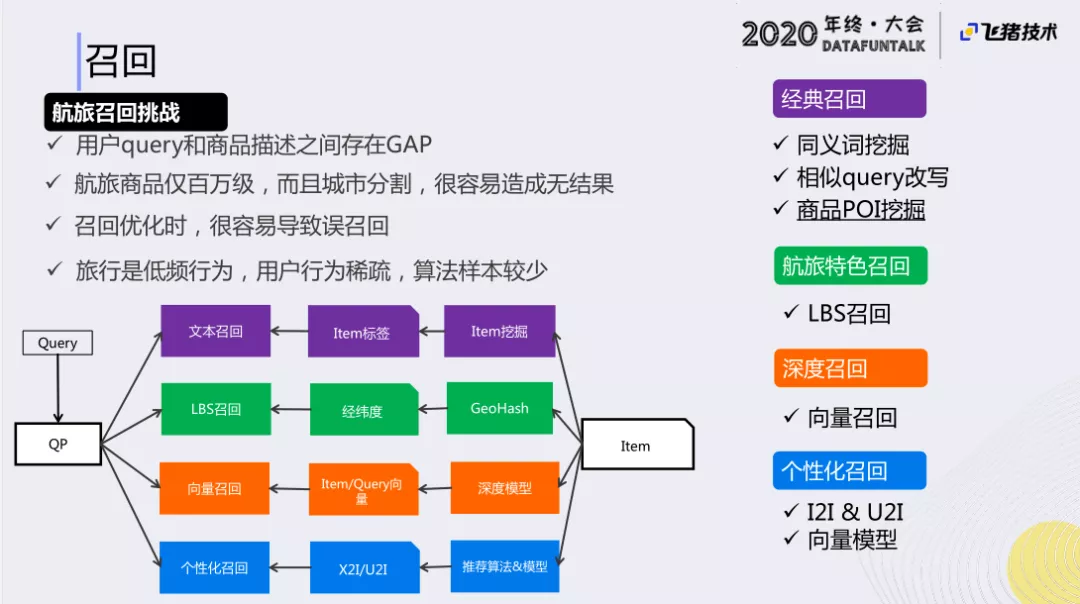 召回
2020 年终·大会
DATAFUNTALK
飞猪技术
航旅召回挑战
✓ 用户query和商品描述之间存在GAP
✓ 航旅商品仅百万级，而且城市分割，很容易造成无结果
✓ 召回优化时，很容易导致误召回
✓ 旅行是低频行为，用户行为稀疏，算法样本较少
Query
QP
文本召回
Item标签
Item挖掘
LBS召回
经纬度
GeoHash
向量召回
Item/Query向
量
深度模型
个性化召回
X2I/U2I
推荐算法&模型
Item
经典召回
✓ 同义词挖掘
✓ 相似query改写
✓ 商品POI挖掘
航旅特色召回
✓ LBS召回
深度召回
✓ 向量召回
个性化召回
✓ I2I & U2I
✓ 向量模型